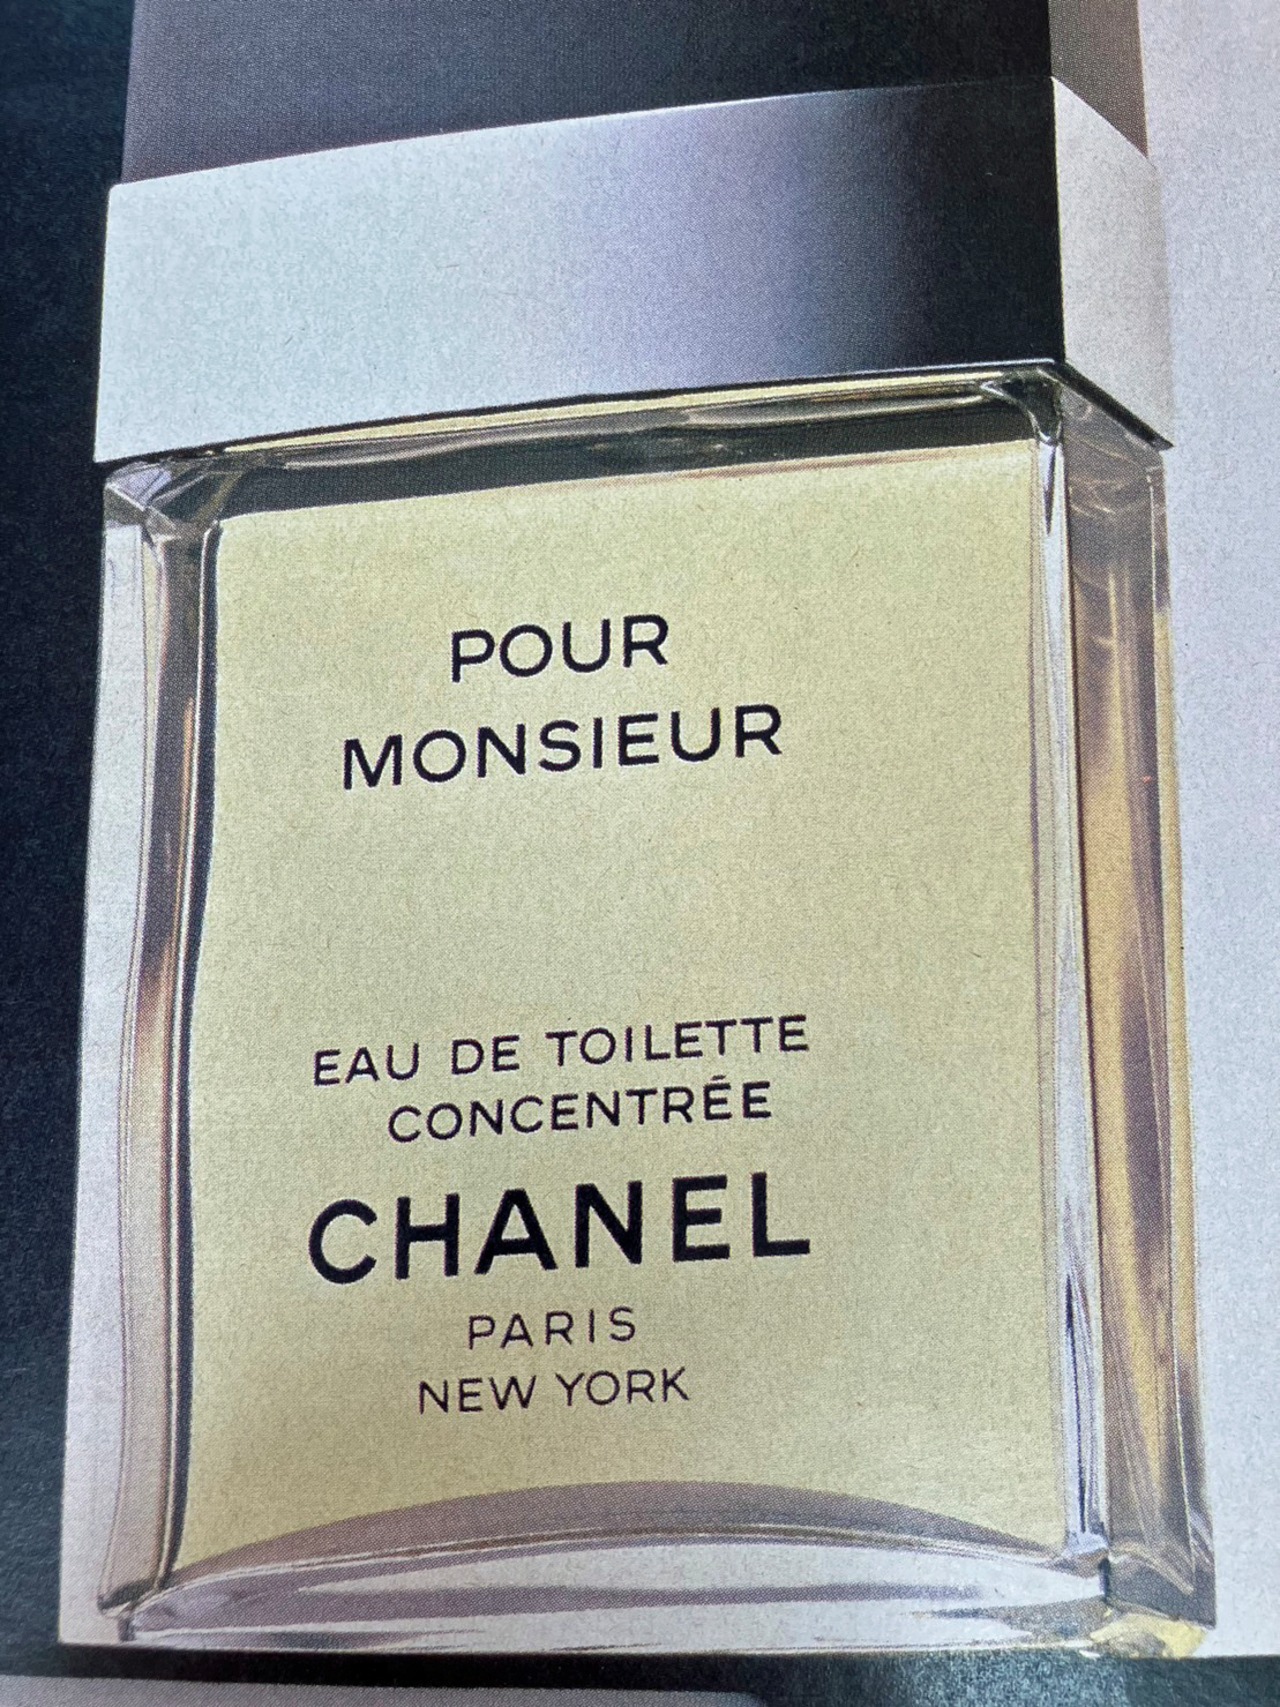 POUR
MONSIEUR
EAU DE TOILETTE
CONCENTRÉE
CHANEL
PARIS
NEW YORK